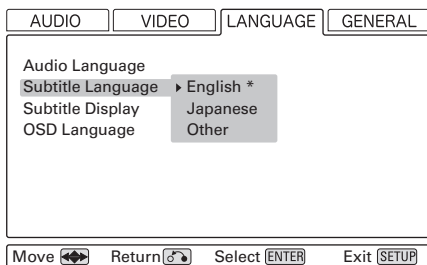 AUDIO VIDEO LANGUAGE GENERAL
Audio Language
Subtitle Language English *
Subtitle Display Japanese
OSD Language Other
Move Return Select ENTER Exit SETUP